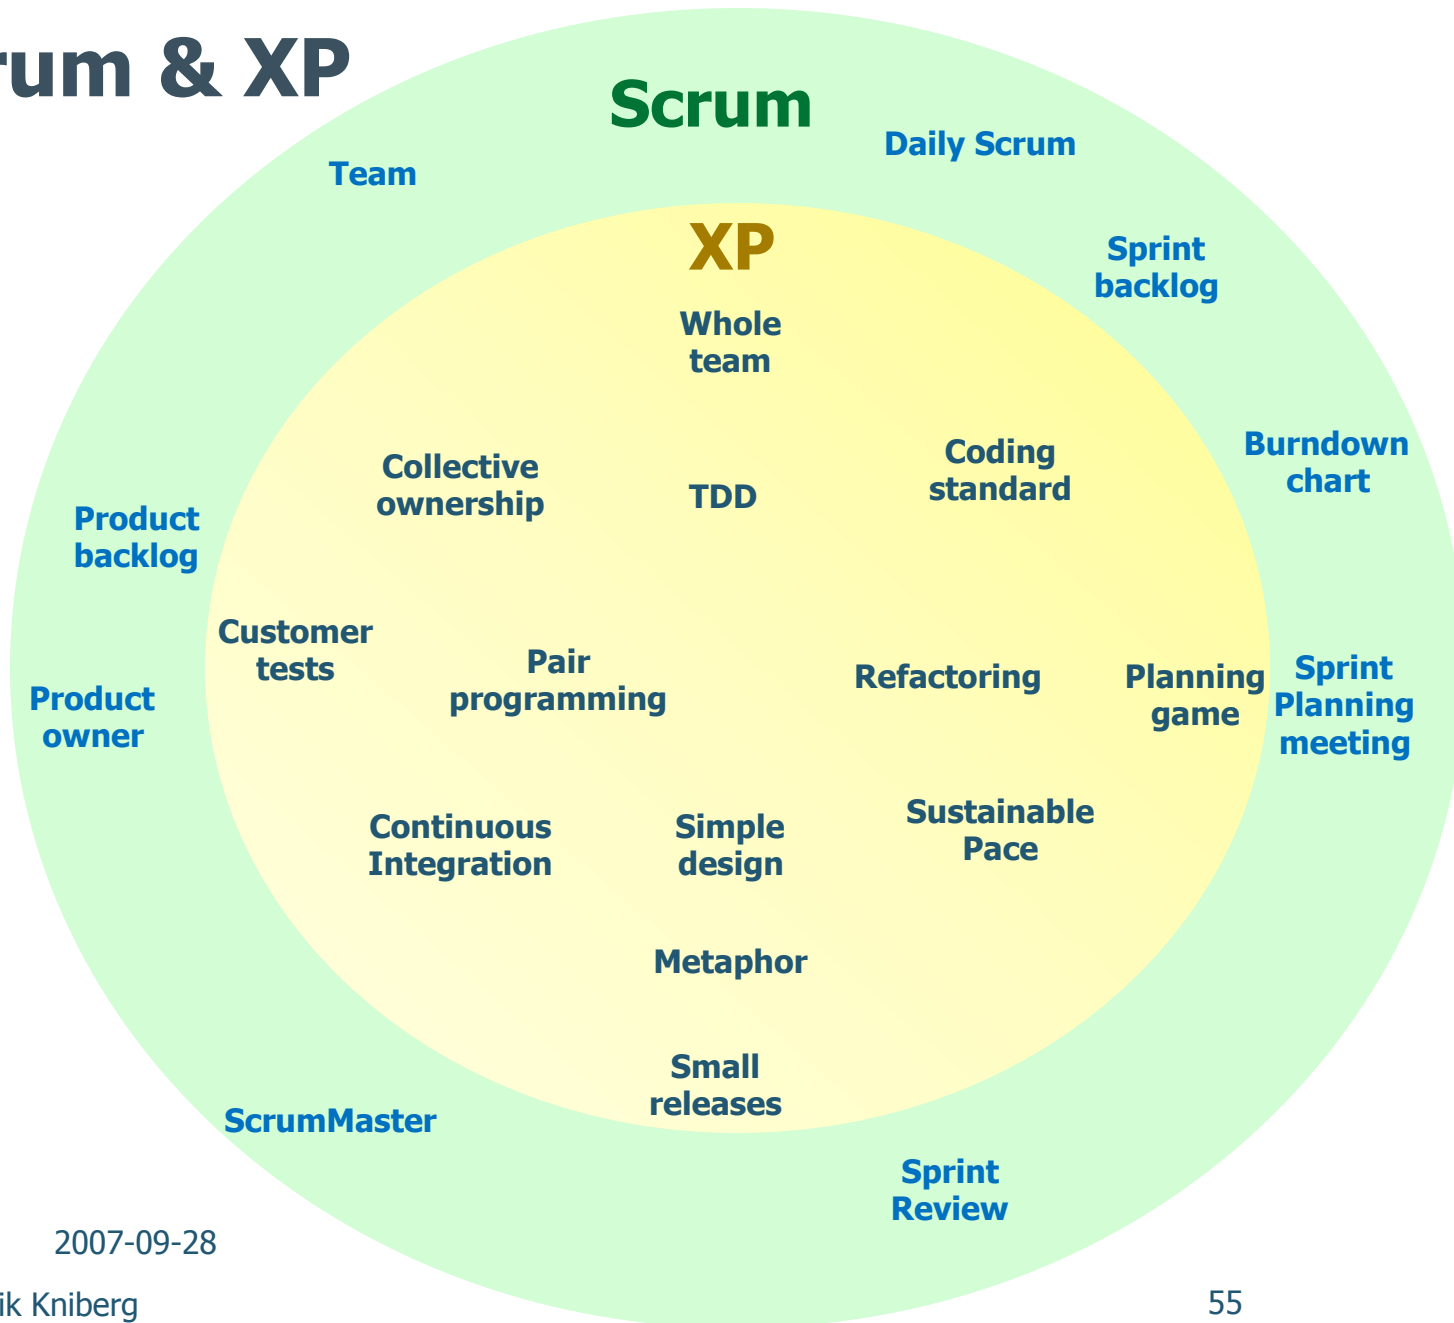 rum & XP
Scrum
Daily Scrum
Team
XP
Sprint
backlog
Whole
team
Collective
ownership
TDD
Coding
standard
Burndown
chart
Product
backlog
Customer
tests
Pair
programming
Refactoring
Planning
game
Sprint
Planning
meeting
Product
owner
Continuous
Integration
Simple
design
Sustainable
Pace
Metaphor
Small
releases
ScrumMaster
Sprint
Review
2007-09-28
ik Kniberg
55